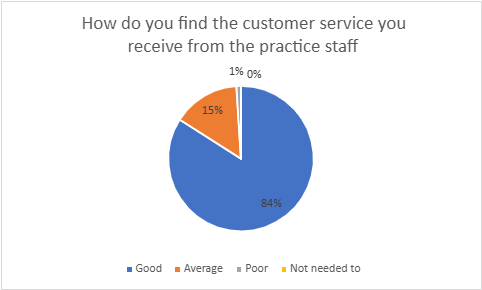 How do you find the customer service you
receive from the practice staff
1% 0%
15%
84%
Good Average Poor Not needed to